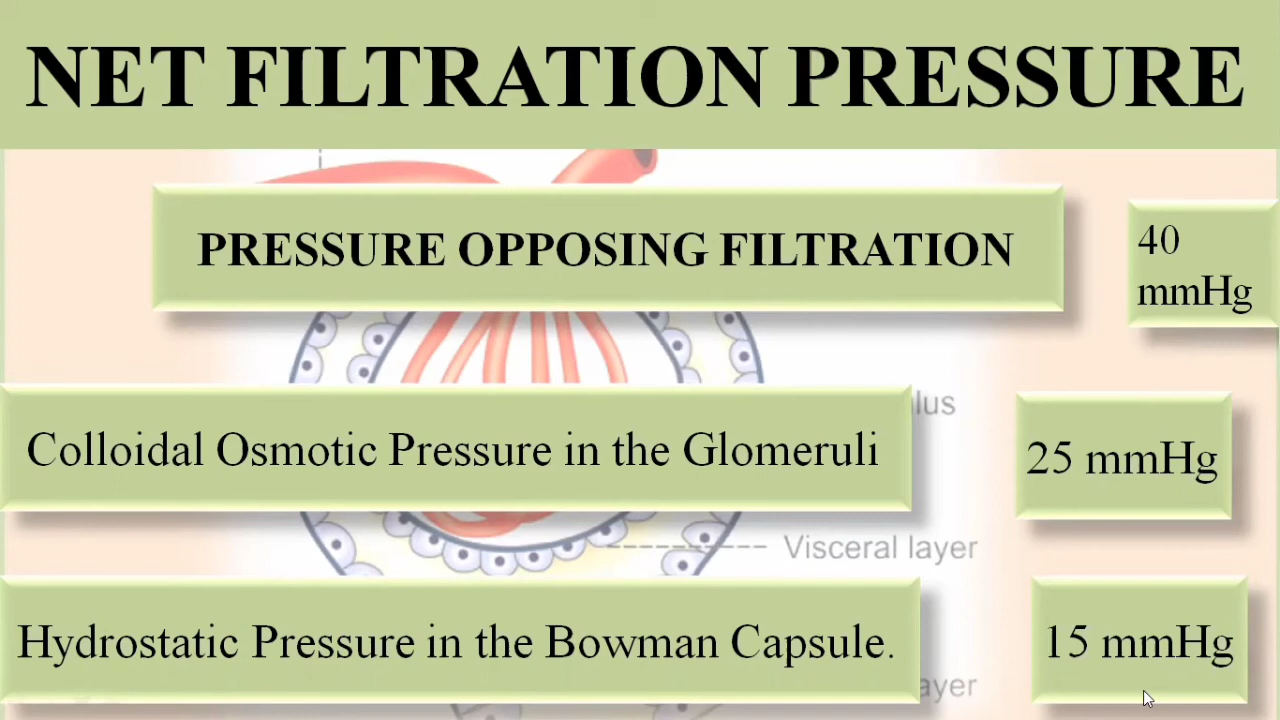 NET FILTRATION PRESSURE
PRESSURE OPPOSING FILTRATION
40
mmHg
lus
Colloidal Osmotic Pressure in the Glomeruli
25 mmHg
Visceral layer
Hydrostatic Pressure in the Bowman Capsule.
15 mmHg
ayer